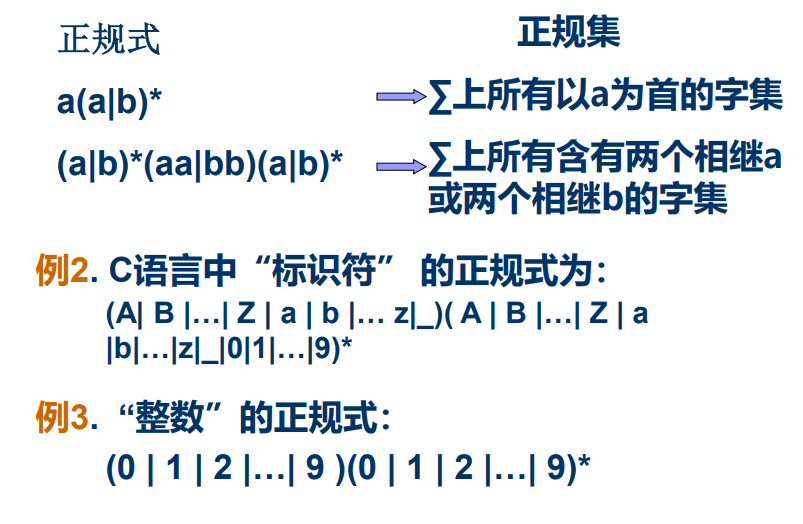 正规式 正规集
a(a|b)* ∑上所有以a为首的字集
(a|b)*(aa|bb)(a|b)* ∑上所有含有两个相继a
或两个相继b的字集
例2. C语言中“标识符” 的正规式为：
(A| B |…| Z | a | b |… z|_)( A | B |…| Z | a
|b|…|z|_|0|1|…|9)*
例3. “整数” 的正规式：
(0 | 1 | 2 |…| 9 )(0 | 1 | 2 |…| 9)*